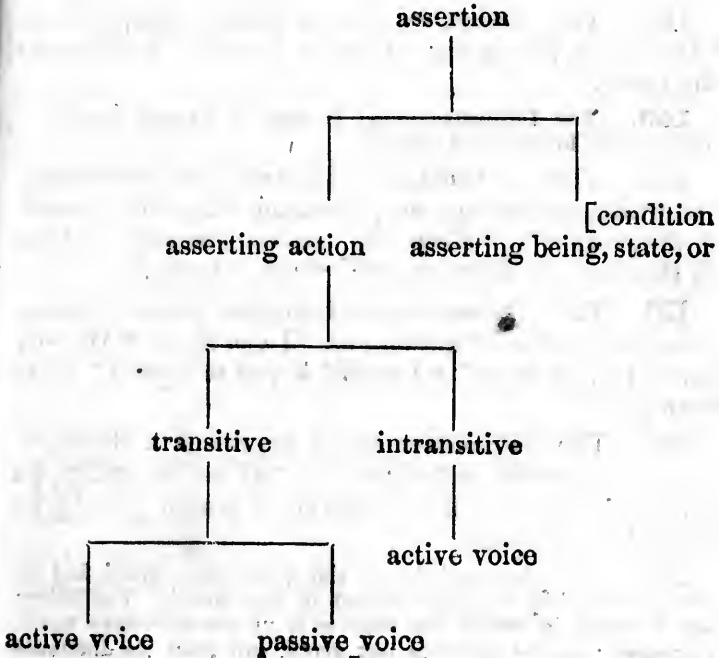 assertion
[condition
asserting action asserting being, state, or
transitive intransitive
active voice
active voice passive voice